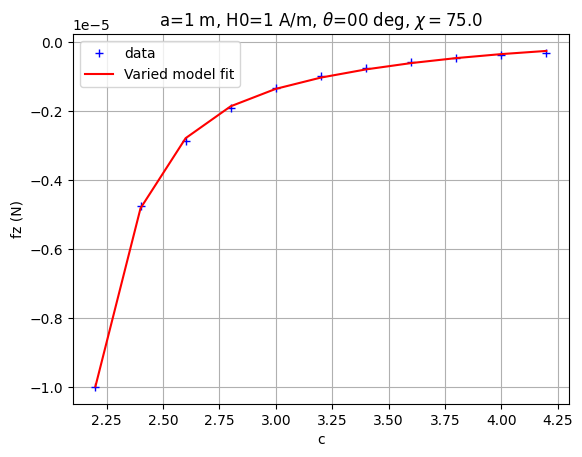 a=1 m, H0=1 A/m, θ=00 deg, χ = 75.0
1e−5
0.0
−0.2
−0.4
−0.6
−0.8
−1.0
fz (N)
data
Varied model fit
2.25 2.50 2.75 3.00 3.25 3.50 3.75 4.00 4.25
c